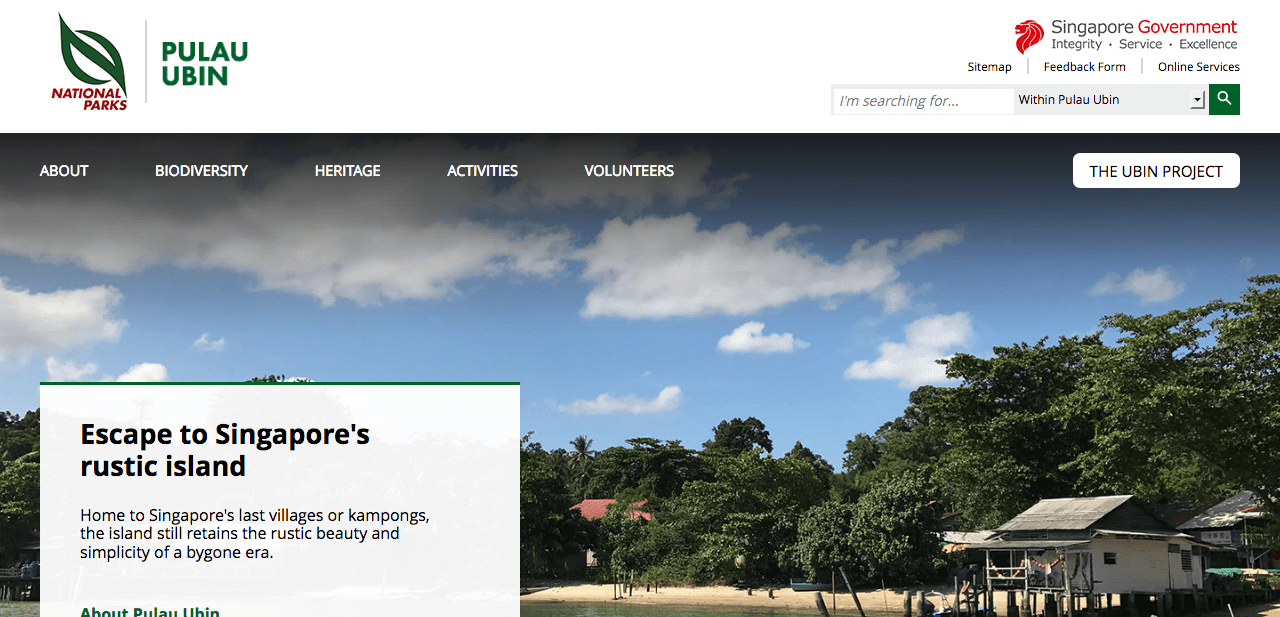 NATIONAL
PARKS
PULAU
UBIN
Singapore Government
Integrity · Service · Excellence
Sitemap
Feedback Form
Online Services
I'm searching for...
Within Pulau Ubin
ABOUT
BIODIVERSITY
HERITAGE
ACTIVITIES
VOLUNTEERS
THE UBIN PROJECT
Escape to Singapore's
rustic island
Home to Singapore's last villages or kampongs,
the island still retains the rustic beauty and
simplicity of a bygone era.
About Pulau Ubin